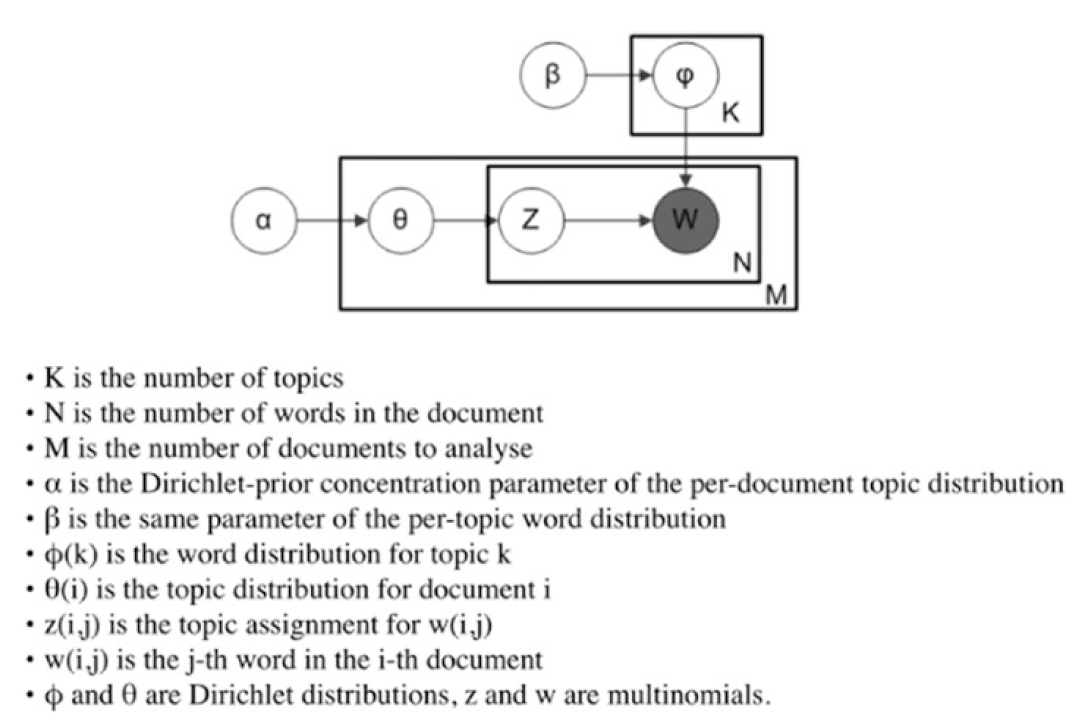 β
φ
K
α
θ
Z
W
N
M
• K is the number of topics
• N is the number of words in the document
• M is the number of documents to analyse
• α is the Dirichlet-prior concentration parameter of the per-document topic distribution
• β is the same parameter of the per-topic word distribution
• ϕ(k) is the word distribution for topic k
• θ(i) is the topic distribution for document i
• z(i,j) is the topic assignment for w(i,j)
• w(i,j) is the j-th word in the i-th document
• ϕ and θ are Dirichlet distributions, z and w are multinomials.